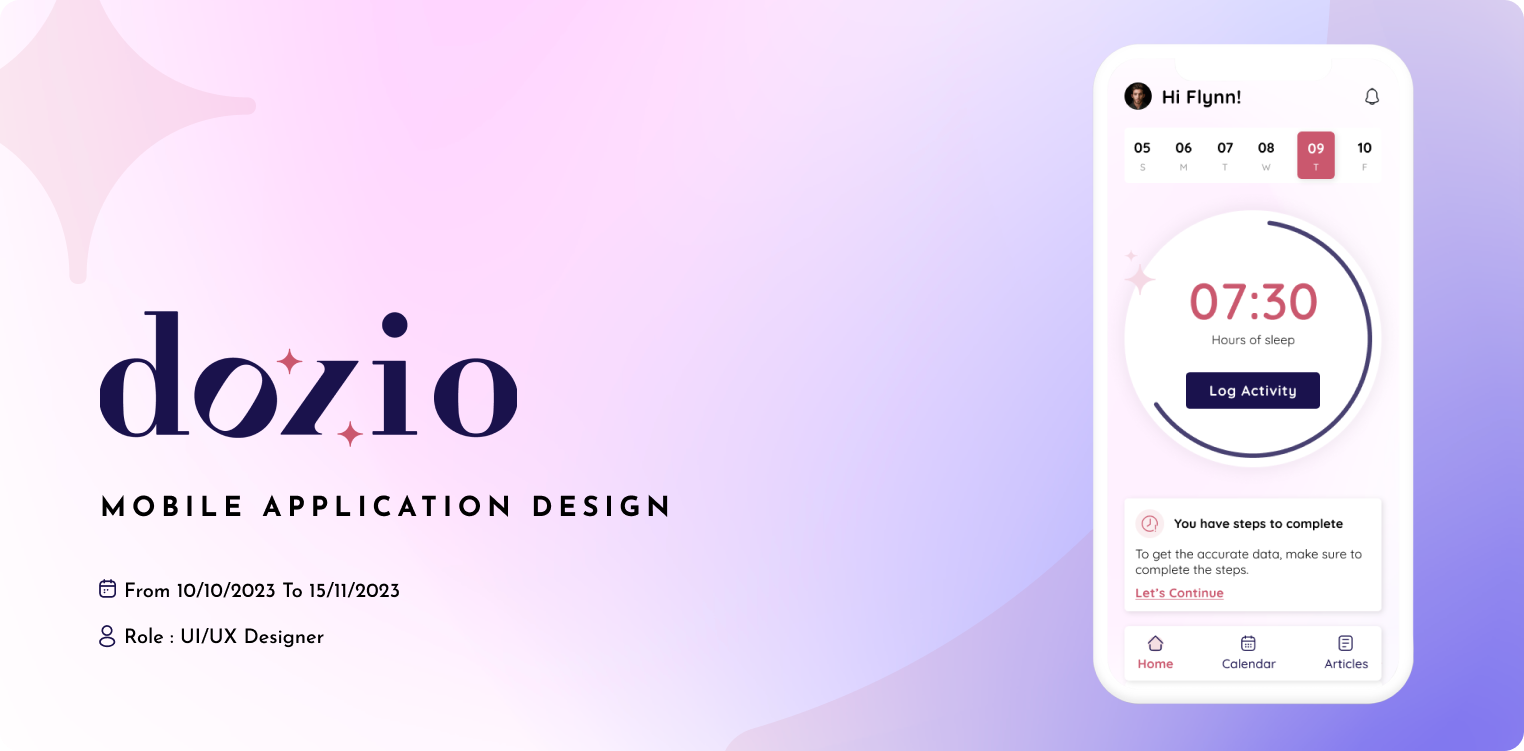 dozio
MOBILE APPLICATION DESIGN
From 10/10/2023 To 15/11/2023
Role : UI/UX Designer
Hi Flynn!
05 06 07 08 09 10
S M T W T F
07:30
Hours of sleep
Log Activity
You have steps to complete
To get the accurate data, make sure to
complete the steps.
Let's Continue
Home Calendar Articles